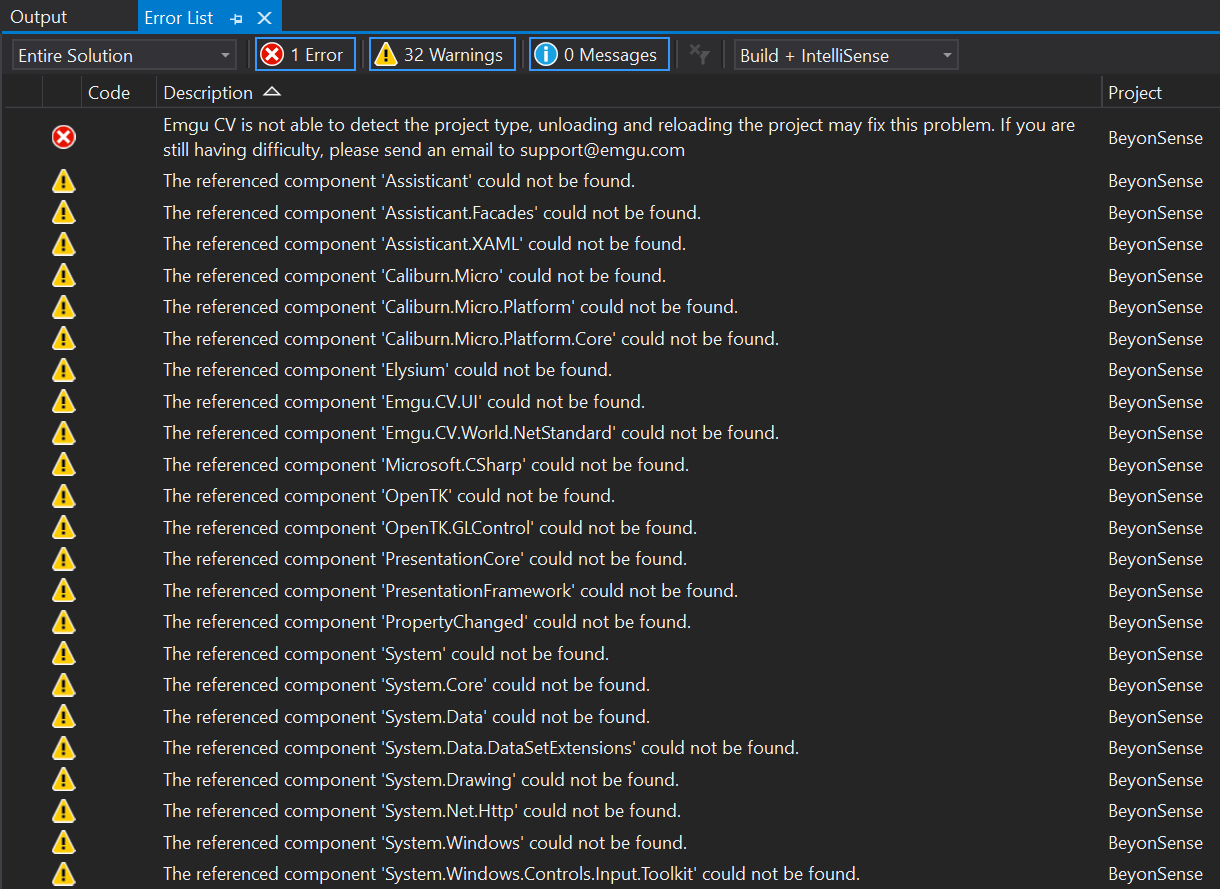 Output
Error List
Entire Solution
1 Error
32 Warnings
0 Messages
Build + IntelliSense
Code
Description
Project
Emgu CV is not able to detect the project type, unloading and reloading the project may fix this problem. If you are
still having difficulty, please send an email to support@emgu.com
BeyonSense
The referenced component 'Assisticant' could not be found.
BeyonSense
The referenced component 'Assisticant.Facades' could not be found.
BeyonSense
The referenced component 'Assisticant.XAML' could not be found.
BeyonSense
The referenced component 'Caliburn.Micro' could not be found.
BeyonSense
The referenced component 'Caliburn.Micro.Platform' could not be found.
BeyonSense
The referenced component 'Caliburn.Micro.Platform.Core' could not be found.
BeyonSense
The referenced component 'Elysium' could not be found.
BeyonSense
The referenced component 'Emgu.CV.UI' could not be found.
BeyonSense
The referenced component 'Emgu.CV.World.NetStandard' could not be found.
BeyonSense
The referenced component 'Microsoft.CSharp' could not be found.
BeyonSense
The referenced component 'OpenTK' could not be found.
BeyonSense
The referenced component 'OpenTK.GLControl' could not be found.
BeyonSense
The referenced component 'PresentationCore' could not be found.
BeyonSense
The referenced component 'PresentationFramework' could not be found.
BeyonSense
The referenced component 'PropertyChanged' could not be found.
BeyonSense
The referenced component 'System' could not be found.
BeyonSense
The referenced component 'System.Core' could not be found.
BeyonSense
The referenced component 'System.Data' could not be found.
BeyonSense
The referenced component 'System.Data.DataSetExtensions' could not be found.
BeyonSense
The referenced component 'System.Drawing' could not be found.
BeyonSense
The referenced component 'System.Net.Http' could not be found.
BeyonSense
The referenced component 'System.Windows' could not be found.
BeyonSense
The referenced component 'System.Windows.Controls.Input.Toolkit' could not be found.
BeyonSense